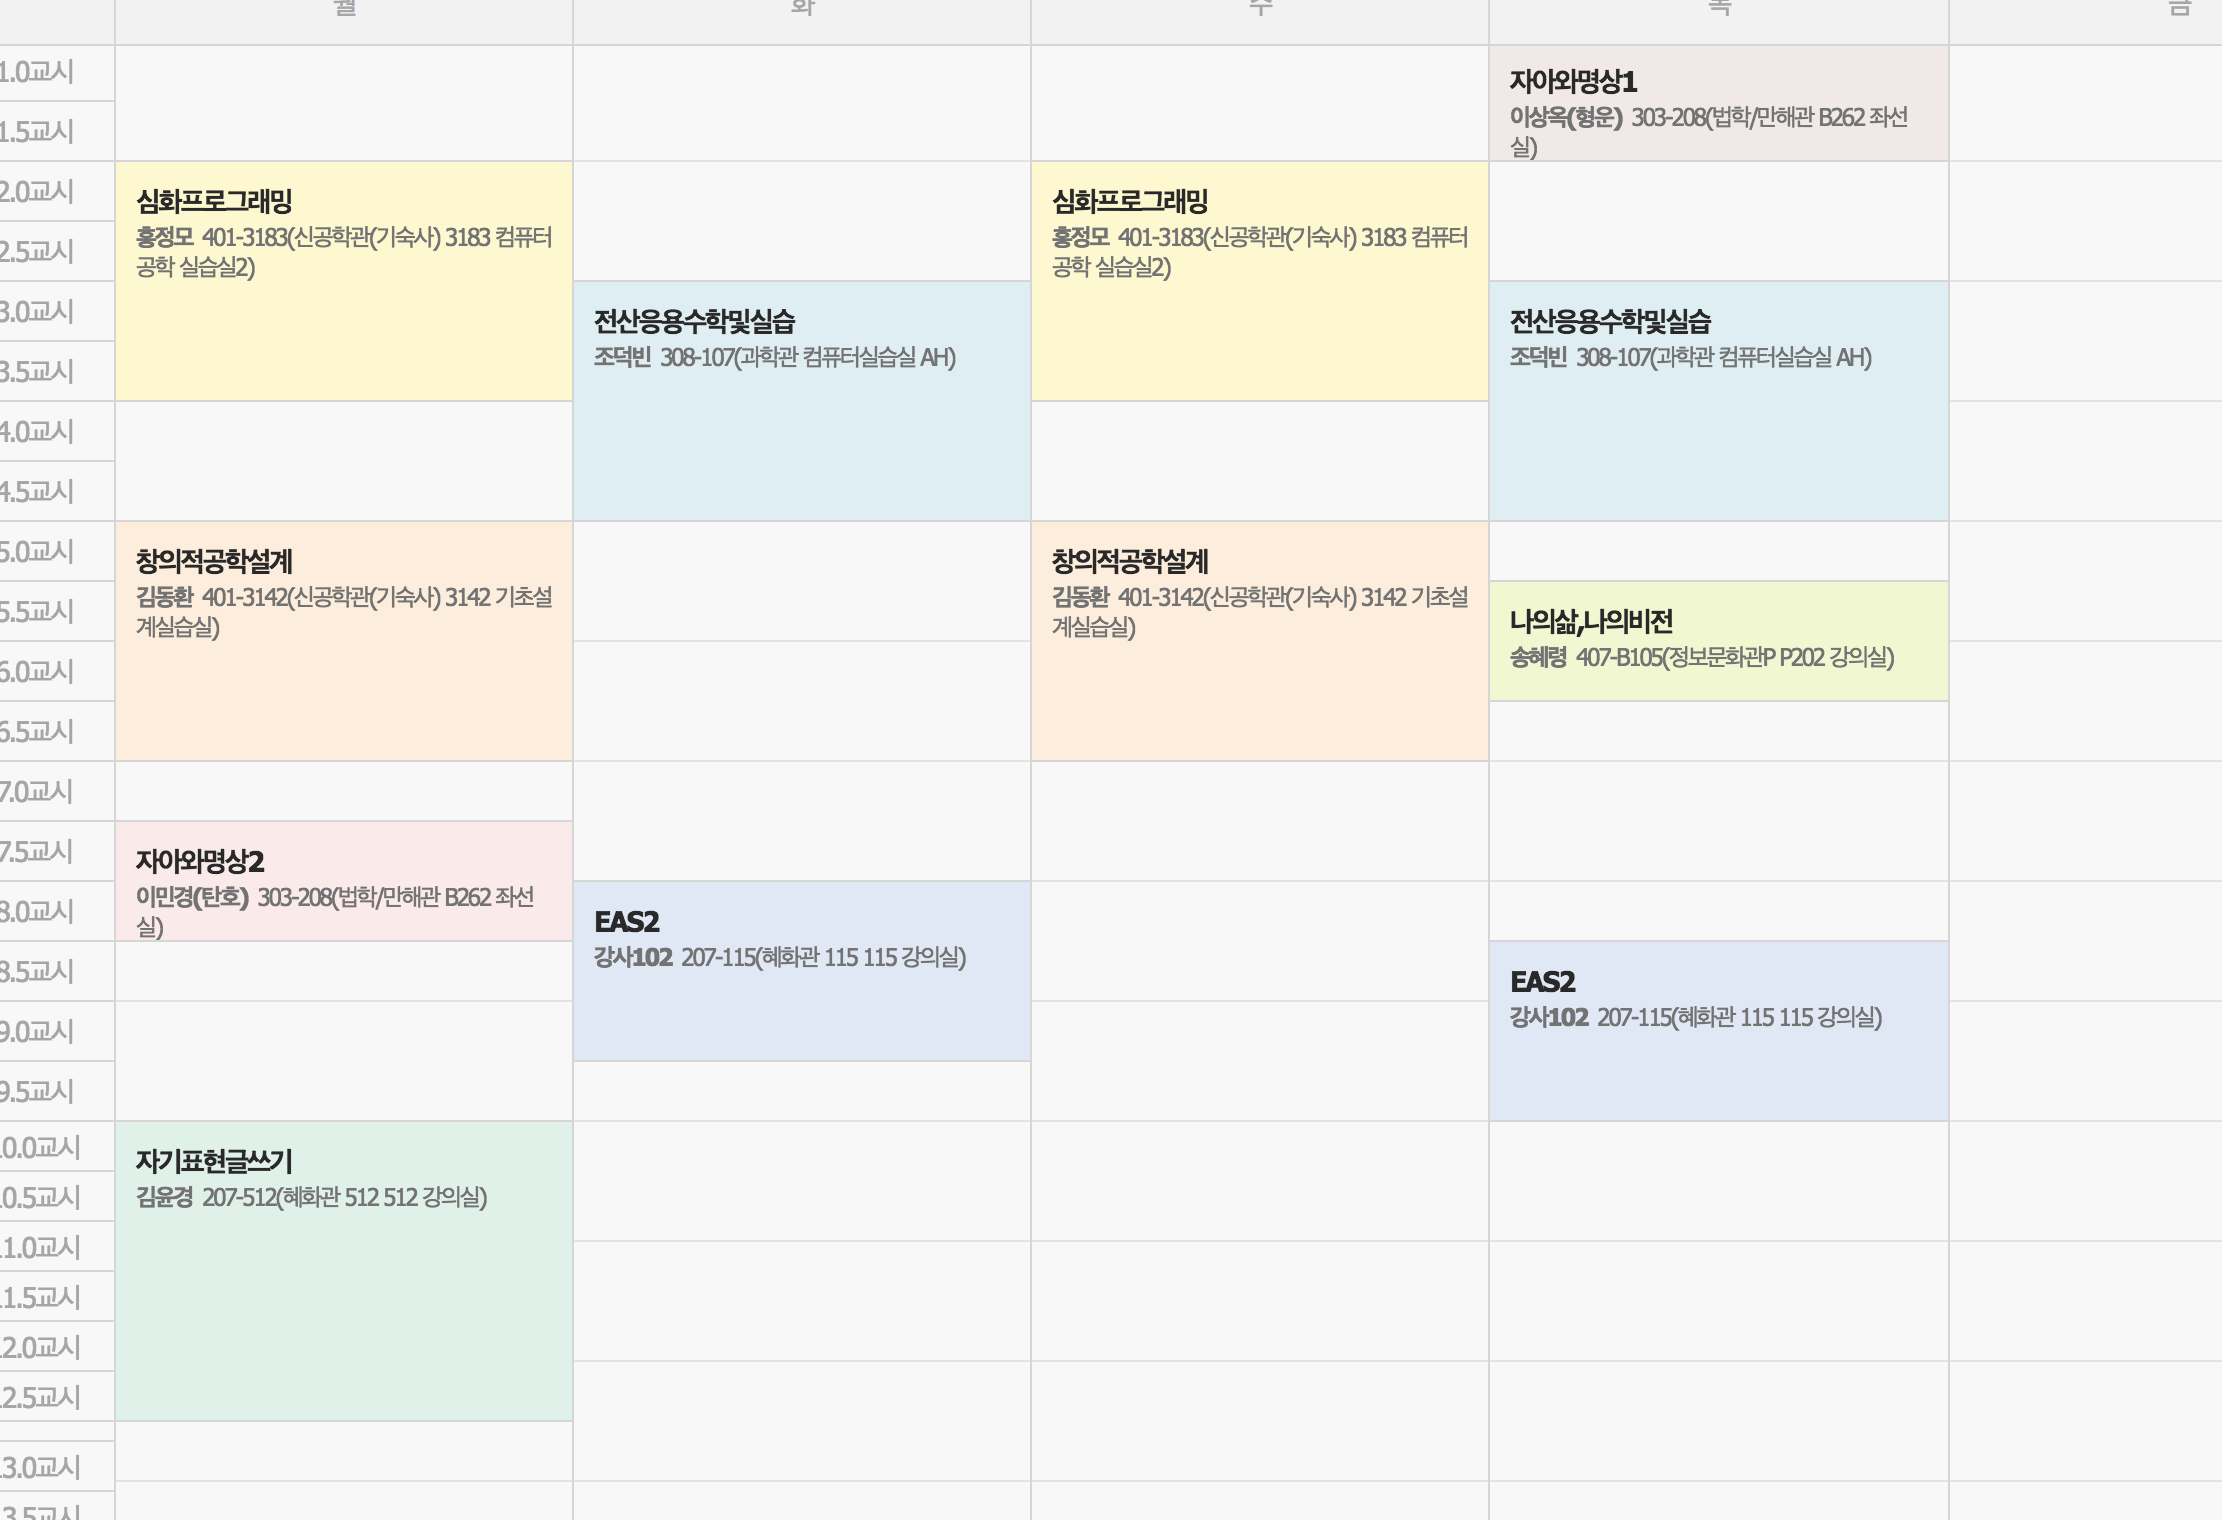 월 화 수 목 금
1.0교시
1.5교시
2.0교시
2.5교시
3.0교시
3.5교시
4.0교시
4.5교시
5.0교시
5.5교시
6.0교시
6.5교시
7.0교시
7.5교시
8.0교시
8.5교시
9.0교시
9.5교시
0.0교시
0.5교시
1.0교시
1.5교시
2.0교시
2.5교시
3.0교시
3.5교시
심화프로그래밍
홍정모 401-3183(신공학관(기숙사) 3183 컴퓨터
공학 실습실2)
창의적공학설계
김동환 401-3142(신공학관(기숙사) 3142 기초설
계실습실)
자아와명상2
이민경(탄호) 303-208(법학/만해관 B262 좌선
실)
자기표현글쓰기
김윤경 207-512(혜화관 512 512 강의실)
전산응용수학및실습
조덕빈 308-107(과학관 컴퓨터실습실 AH)
EAS2
강사102 207-115(혜화관 115 115 강의실)
심화프로그래밍
홍정모 401-3183(신공학관(기숙사) 3183 컴퓨터
공학 실습실2)
창의적공학설계
김동환 401-3142(신공학관(기숙사) 3142 기초설
계실습실)
자아와명상1
이상옥(형운) 303-208(법학/만해관 B262 좌선
실)
전산응용수학및실습
조덕빈 308-107(과학관 컴퓨터실습실 AH)
나의삶,나의비전
송혜령 407-B105(정보문화관P P202 강의실)
EAS2
강사102 207-115(혜화관 115 115 강의실)